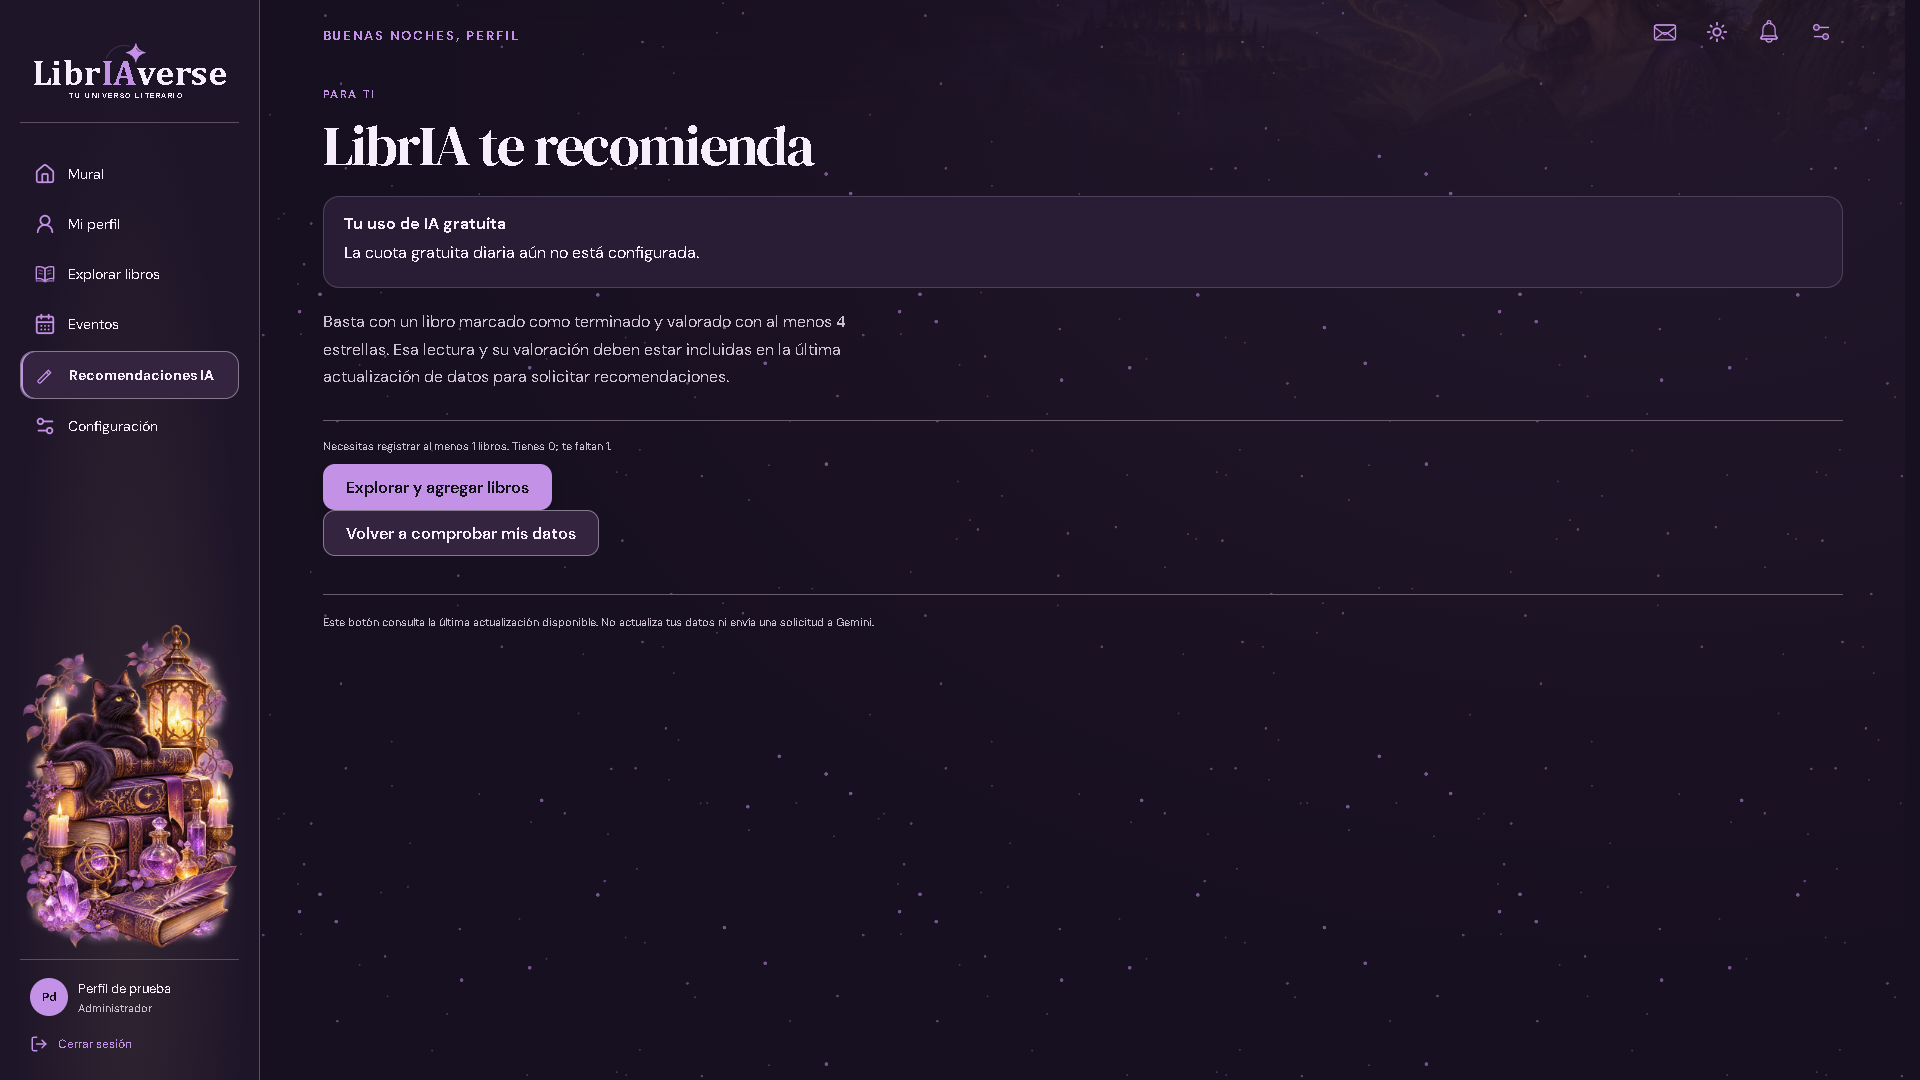 LibrIAverse
TU UNIVERSO LITERARIO
Mural
Mi perfil
Explorar libros
Eventos
Recomendaciones IA
Configuración
Pd
Perfil de prueba
Administrador
Cerrar sesión
BUENAS NOCHES, PERFIL
PARA TI
LibrIA te recomienda
Tu uso de IA gratuita
La cuota gratuita diaria aún no está configurada.
Basta con un libro marcado como terminado y valorado con al menos 4
estrellas. Esa lectura y su valoración deben estar incluidas en la última
actualización de datos para solicitar recomendaciones.
Necesitas registrar al menos 1 libros. Tienes 0; te faltan 1.
Explorar y agregar libros
Volver a comprobar mis datos
Este botón consulta la última actualización disponible. No actualiza tus datos ni envía una solicitud a Gemini.